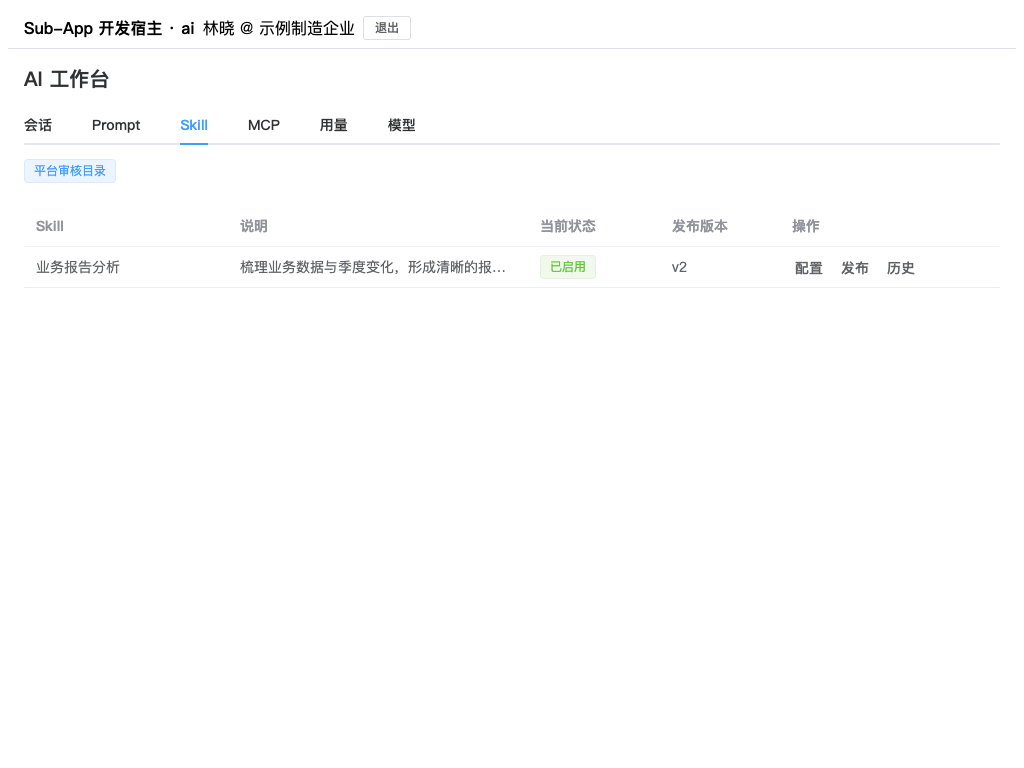 Sub-App 开发宿主 · ai 林晓 @ 示例制造企业 退出
AI 工作台
会话 Prompt Skill MCP 用量 模型
平台审核目录
Skill 说明 当前状态 发布版本 操作
业务报告分析 梳理业务数据与季度变化，形成清晰的报… 已启用 v2 配置 发布 历史